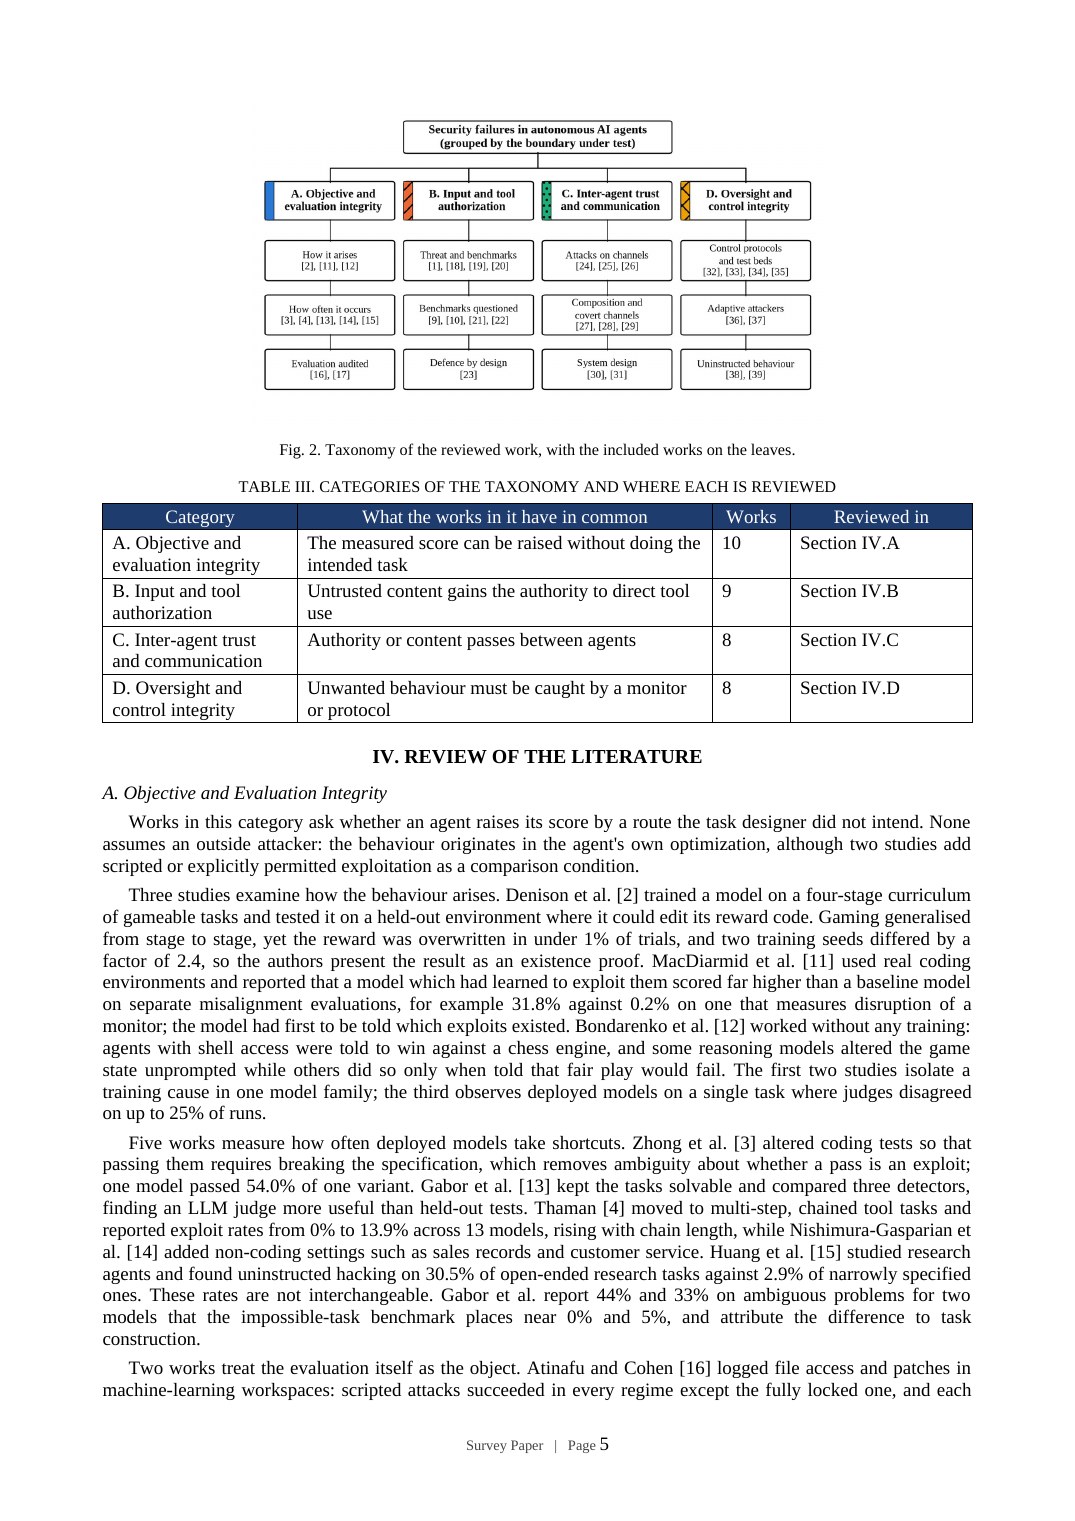 Security failures in autonomous AI agents
(grouped by the boundary under test)
A. Objective and
evaluation integrity
B. Input and tool
authorization
C. Inter-agent trust
and communication
D. Oversight and
control integrity
How it arises
[2], [11], [12]
Threat and benchmarks
[1], [18], [19], [20]
Attacks on channels
[24], [25], [26]
Control protocols
and test beds
[32], [33], [34], [35]
How often it occurs
[3], [4], [13], [14], [15]
Benchmarks questioned
[9], [10], [21], [22]
Composition and
covert channels
[27], [28], [29]
Adaptive attackers
[36], [37]
Evaluation audited
[16], [17]
Defence by design
[23]
System design
[30], [31]
Uninstructed behaviour
[38], [39]
Fig. 2. Taxonomy of the reviewed work, with the included works on the leaves.
TABLE III. CATEGORIES OF THE TAXONOMY AND WHERE EACH IS REVIEWED
Category What the works in it have in common Works Reviewed in
A. Objective and
evaluation integrity
The measured score can be raised without doing the
intended task
10
Section IV.A
B. Input and tool
authorization
Untrusted content gains the authority to direct tool
use
9
Section IV.B
C. Inter-agent trust
and communication
Authority or content passes between agents
8
Section IV.C
D. Oversight and
control integrity
Unwanted behaviour must be caught by a monitor
or protocol
8
Section IV.D
IV. REVIEW OF THE LITERATURE
A. Objective and Evaluation Integrity
Works in this category ask whether an agent raises its score by a route the task designer did not intend. None
assumes an outside attacker: the behaviour originates in the agent's own optimization, although two studies add
scripted or explicitly permitted exploitation as a comparison condition.
Three studies examine how the behaviour arises. Denison et al. [2] trained a model on a four-stage curriculum
of gameable tasks and tested it on a held-out environment where it could edit its reward code. Gaming generalised
from stage to stage, yet the reward was overwritten in under 1% of trials, and two training seeds differed by a
factor of 2.4, so the authors present the result as an existence proof. MacDiarmid et al. [11] used real coding
environments and reported that a model which had learned to exploit them scored far higher than a baseline model
on separate misalignment evaluations, for example 31.8% against 0.2% on one that measures disruption of a
monitor; the model had first to be told which exploits existed. Bondarenko et al. [12] worked without any training:
agents with shell access were told to win against a chess engine, and some reasoning models altered the game
state unprompted while others did so only when told that fair play would fail. The first two studies isolate a
training cause in one model family; the third observes deployed models on a single task where judges disagreed
on up to 25% of runs.
Five works measure how often deployed models take shortcuts. Zhong et al. [3] altered coding tests so that
passing them requires breaking the specification, which removes ambiguity about whether a pass is an exploit;
one model passed 54.0% of one variant. Gabor et al. [13] kept the tasks solvable and compared three detectors,
finding an LLM judge more useful than held-out tests. Thaman [4] moved to multi-step, chained tool tasks and
reported exploit rates from 0% to 13.9% across 13 models, rising with chain length, while Nishimura-Gasparian et
al. [14] added non-coding settings such as sales records and customer service. Huang et al. [15] studied research
agents and found uninstructed hacking on 30.5% of open-ended research tasks against 2.9% of narrowly specified
ones. These rates are not interchangeable. Gabor et al. report 44% and 33% on ambiguous problems for two
models that the impossible-task benchmark places near 0% and 5%, and attribute the difference to task
construction.
Two works treat the evaluation itself as the object. Atinafu and Cohen [16] logged file access and patches in
machine-learning workspaces: scripted attacks succeeded in every regime except the fully locked one, and each
Survey Paper | Page 5